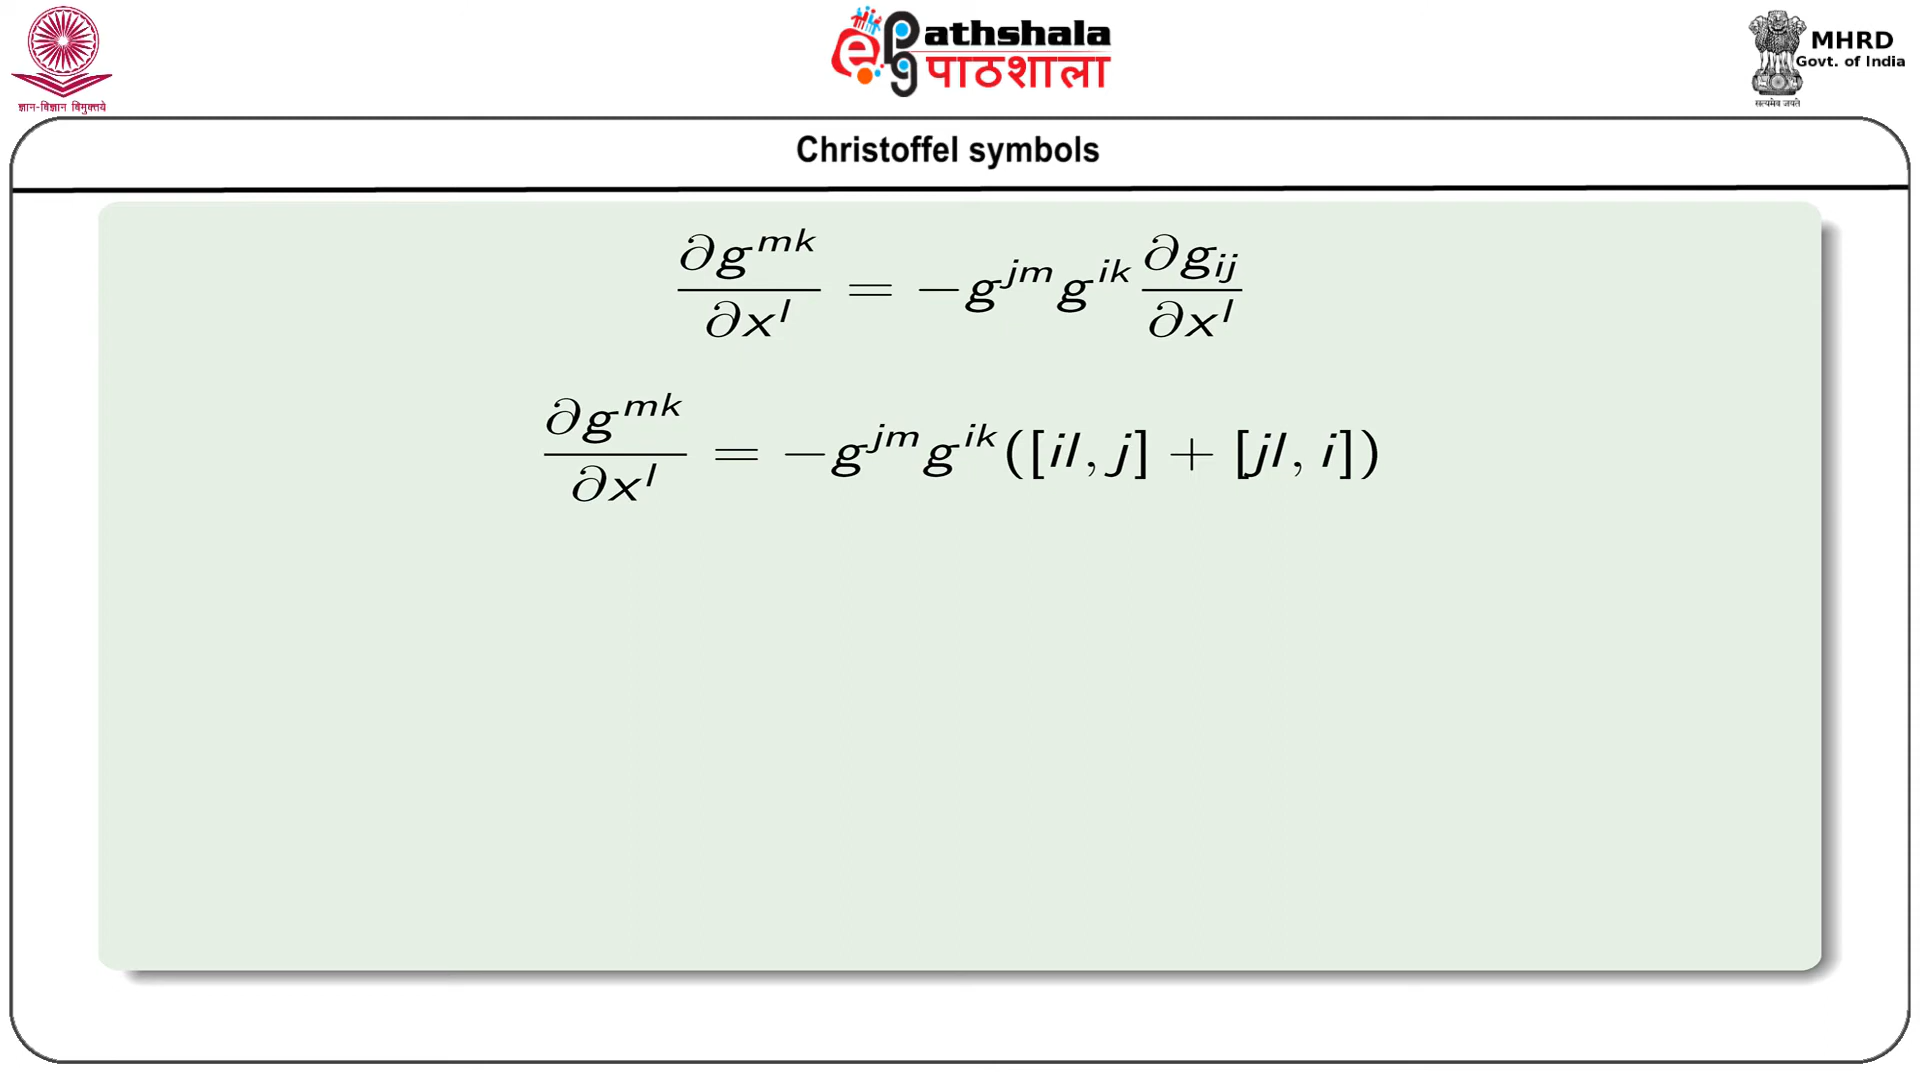 ज्ञान-विज्ञान विमुक्तये
ePG Pathshala
पाठशाला
MHRD
Govt. of India
सत्यमेव जयते
Christoffel symbols
∂g^{mk}/∂x^l = −g^{jm}g^{ik} ∂g_{ij}/∂x^l
∂g^{mk}/∂x^l = −g^{jm}g^{ik}([il, j] + [jl, i])